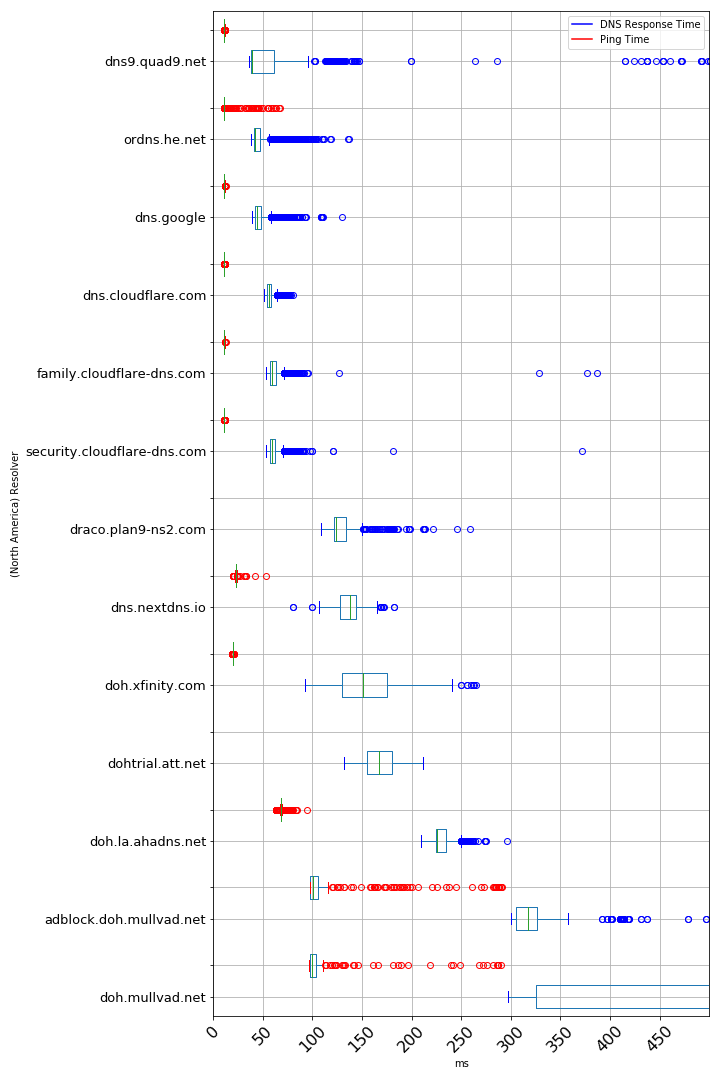 DNS Response Time
Ping Time
dns9.quad9.net
ordns.he.net
dns.google
dns.cloudflare.com
family.cloudflare-dns.com
security.cloudflare-dns.com
draco.plan9-ns2.com
dns.nextdns.io
doh.xfinity.com
dohtrial.att.net
doh.la.ahadns.net
adblock.doh.mullvad.net
doh.mullvad.net
(North America) Resolver
0 50 100 150 200 250 300 350 400 450
ms